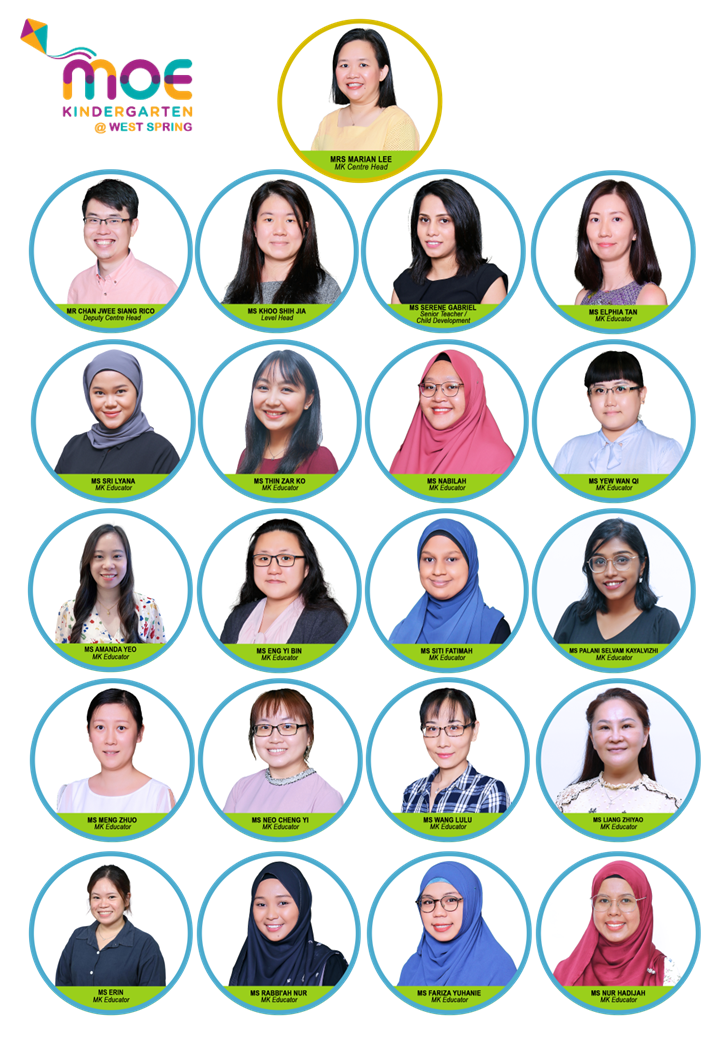 MOE
KINDERGARTEN
@ WEST SPRING
MRS MARIAN LEE
MK Centre Head
MR CHAN JWEE SIANG RICO
Deputy Centre Head
MS KHOO SHIH JIA
Level Head
MS SERENE GABRIEL
Senior Teacher /
Child Development
MS ELPHIA TAN
MK Educator
MS SRI LYANA
MK Educator
MS THIN ZAR KO
MK Educator
MS NABILAH
MK Educator
MS YEW WAN QI
MK Educator
MS AMANDA YEO
MK Educator
MS ENG YI BIN
MK Educator
MS SITI FATIMAH
MK Educator
MS PALANI SELVAM KAYALVIZHI
MK Educator
MS MENG ZHUO
MK Educator
MS NEO CHENG YI
MK Educator
MS WANG LULU
MK Educator
MS LIANG ZHIYAO
MK Educator
MS ERIN
MK Educator
MS RABBI'AH NUR
MK Educator
MS FARIZA YUHANIE
MK Educator
MS NUR HADIJAH
MK Educator